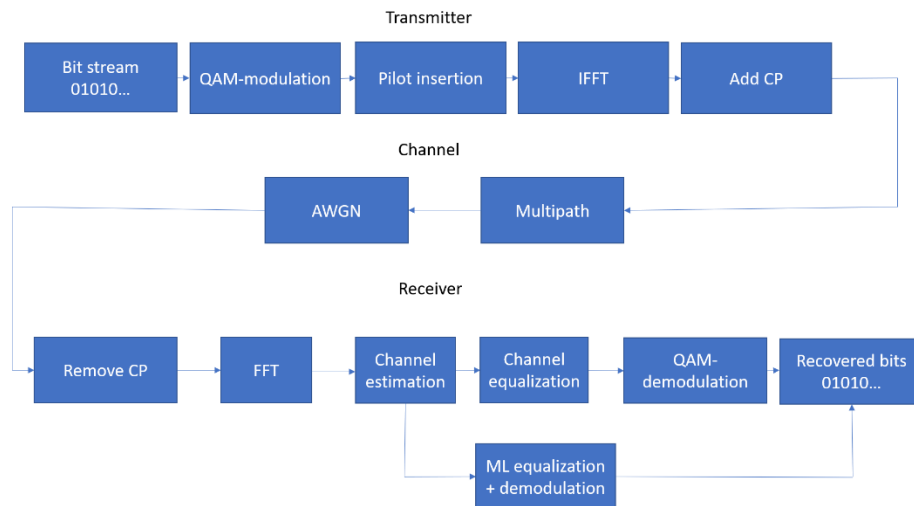 Transmitter
Bit stream
01010...
QAM-modulation
Pilot insertion
IFFT
Add CP
Channel
AWGN
Multipath
Receiver
Remove CP
FFT
Channel
estimation
Channel
equalization
QAM-
demodulation
Recovered bits
01010...
ML equalization
+ demodulation